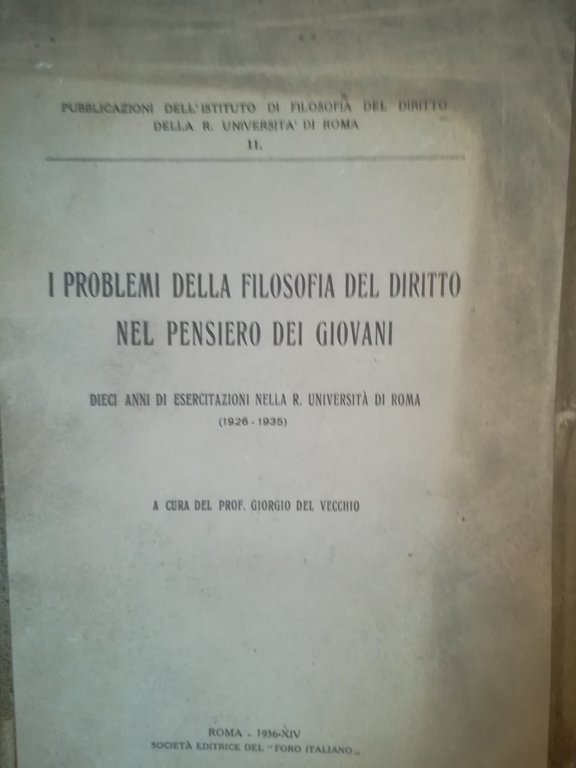 PUBBLICAZIONI DELL'ISTITUTO DI FILOSOFIA DEL DIRITTO
DELLA R. UNIVERSITA' DI ROMA
II.
I PROBLEMI DELLA FILOSOFIA DEL DIRITTO
NEL PENSIERO DEI GIOVANI
DIECI ANNI DI ESERCITAZIONI NELLA R. UNIVERSITÀ DI ROMA
(1926 - 1935)
A CURA DEL PROF. GIORGIO DEL VECCHIO
ROMA - 1936-XIV
SOCIETÀ EDITRICE DEL "FORO ITALIANO„